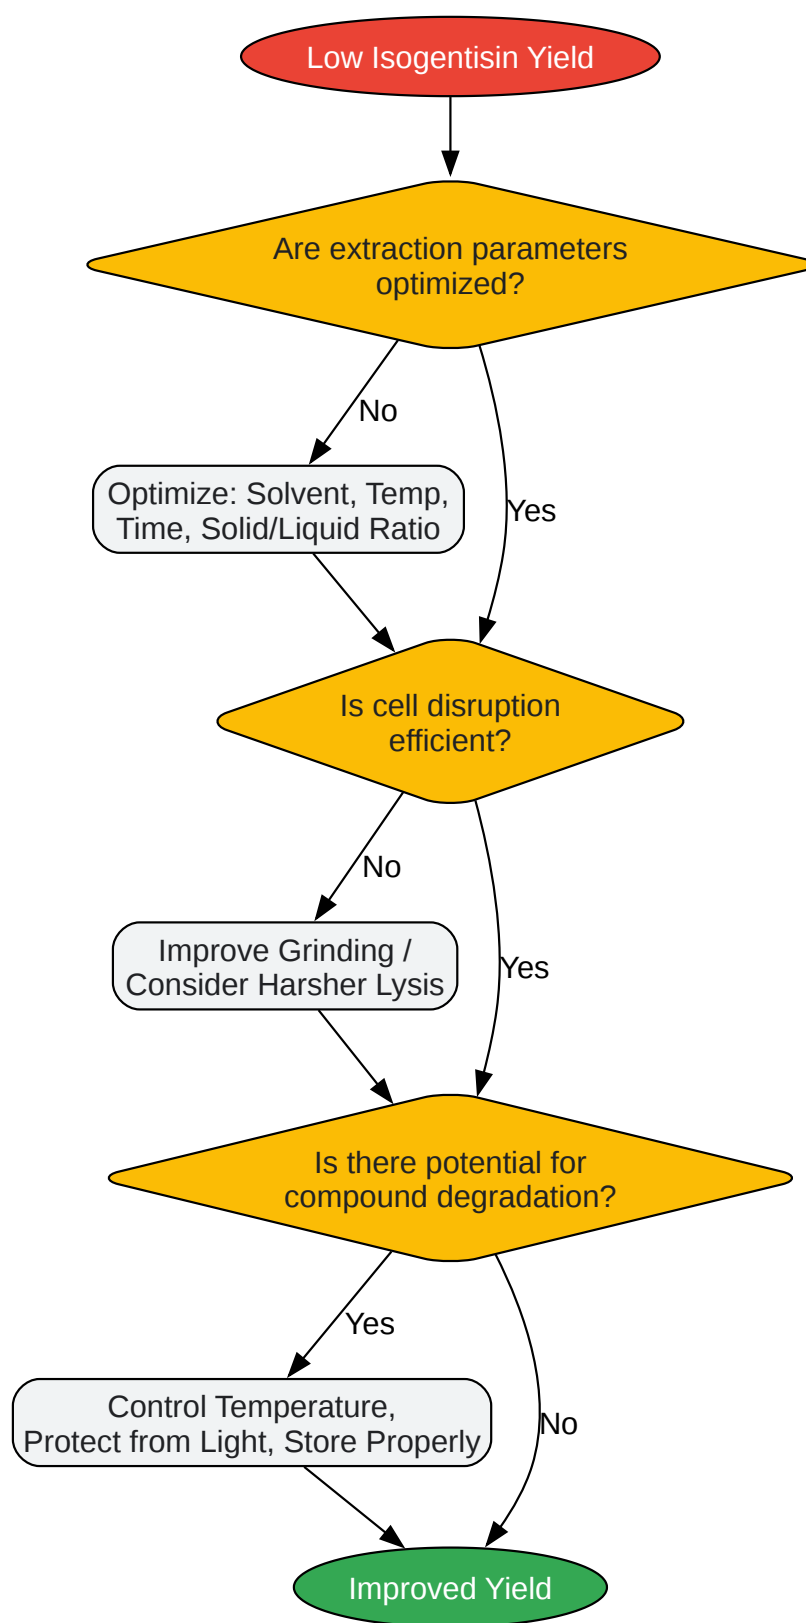 Low Isogentisin Yield
Are extraction parameters
optimized?
No
Optimize: Solvent, Temp,
Time, Solid/Liquid Ratio
Yes
Is cell disruption
efficient?
No
Improve Grinding /
Consider Harsher Lysis
Yes
Is there potential for
compound degradation?
Yes
Control Temperature,
Protect from Light, Store Properly
No
Improved Yield